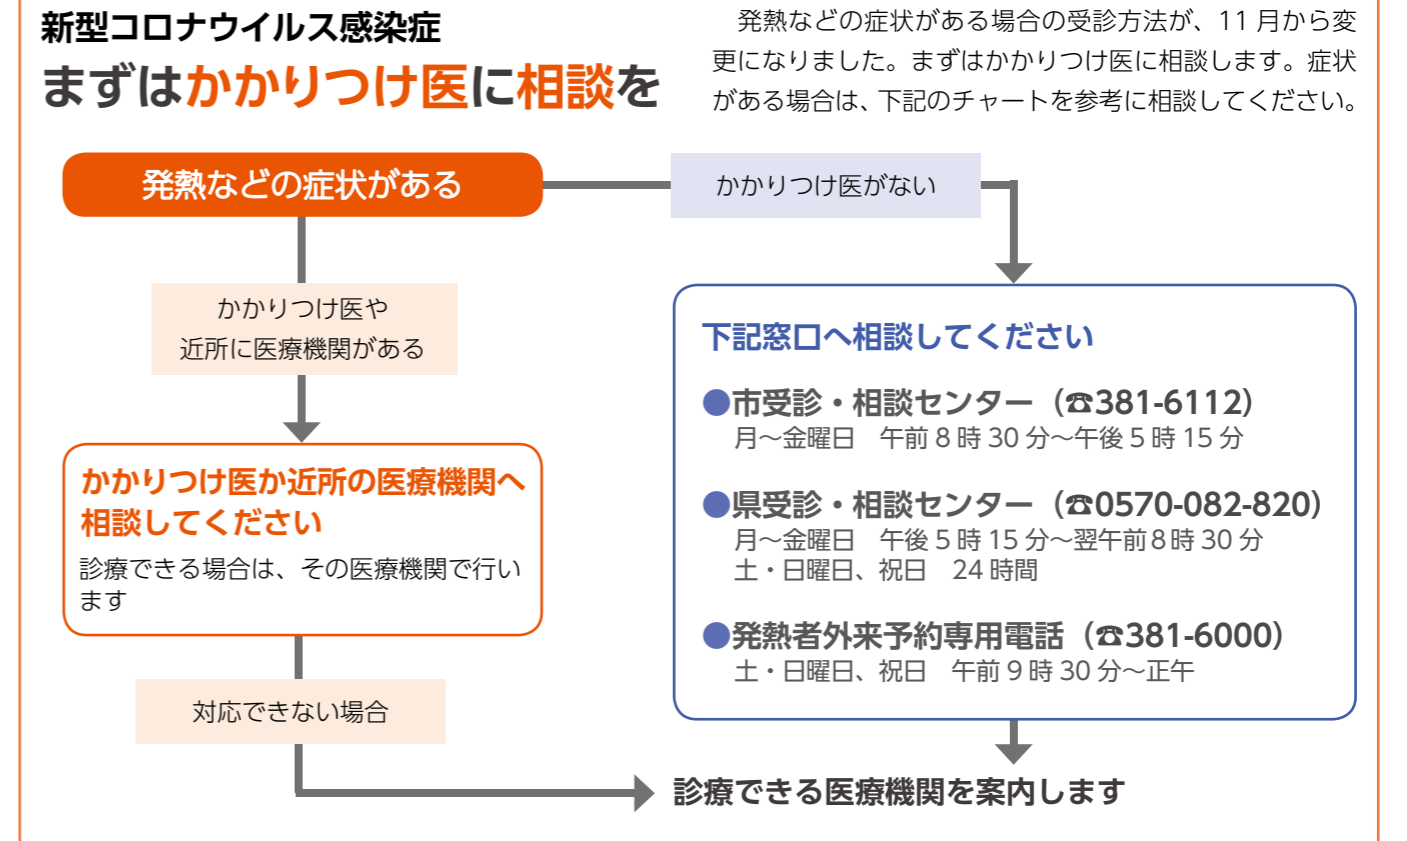 新型コロナウイルス感染症
まずはかかりつけ医に相談を
　発熱などの症状がある場合の受診方法が、11月から変
更になりました。まずはかかりつけ医に相談します。症状
がある場合は、下記のチャートを参考に相談してください。
発熱などの症状がある
かかりつけ医がない
かかりつけ医や
近所に医療機関がある
かかりつけ医か近所の医療機関へ
相談してください
診療できる場合は、その医療機関で行い
ます
対応できない場合
下記窓口へ相談してください
●市受診・相談センター（☎381-6112）
月～金曜日　午前8時30分～午後5時15分
●県受診・相談センター（☎0570-082-820）
月～金曜日　午後5時15分～翌午前8時30分
土・日曜日、祝日　24時間
●発熱者外来予約専用電話（☎381-6000）
土・日曜日、祝日　午前9時30分～正午
診療できる医療機関を案内します